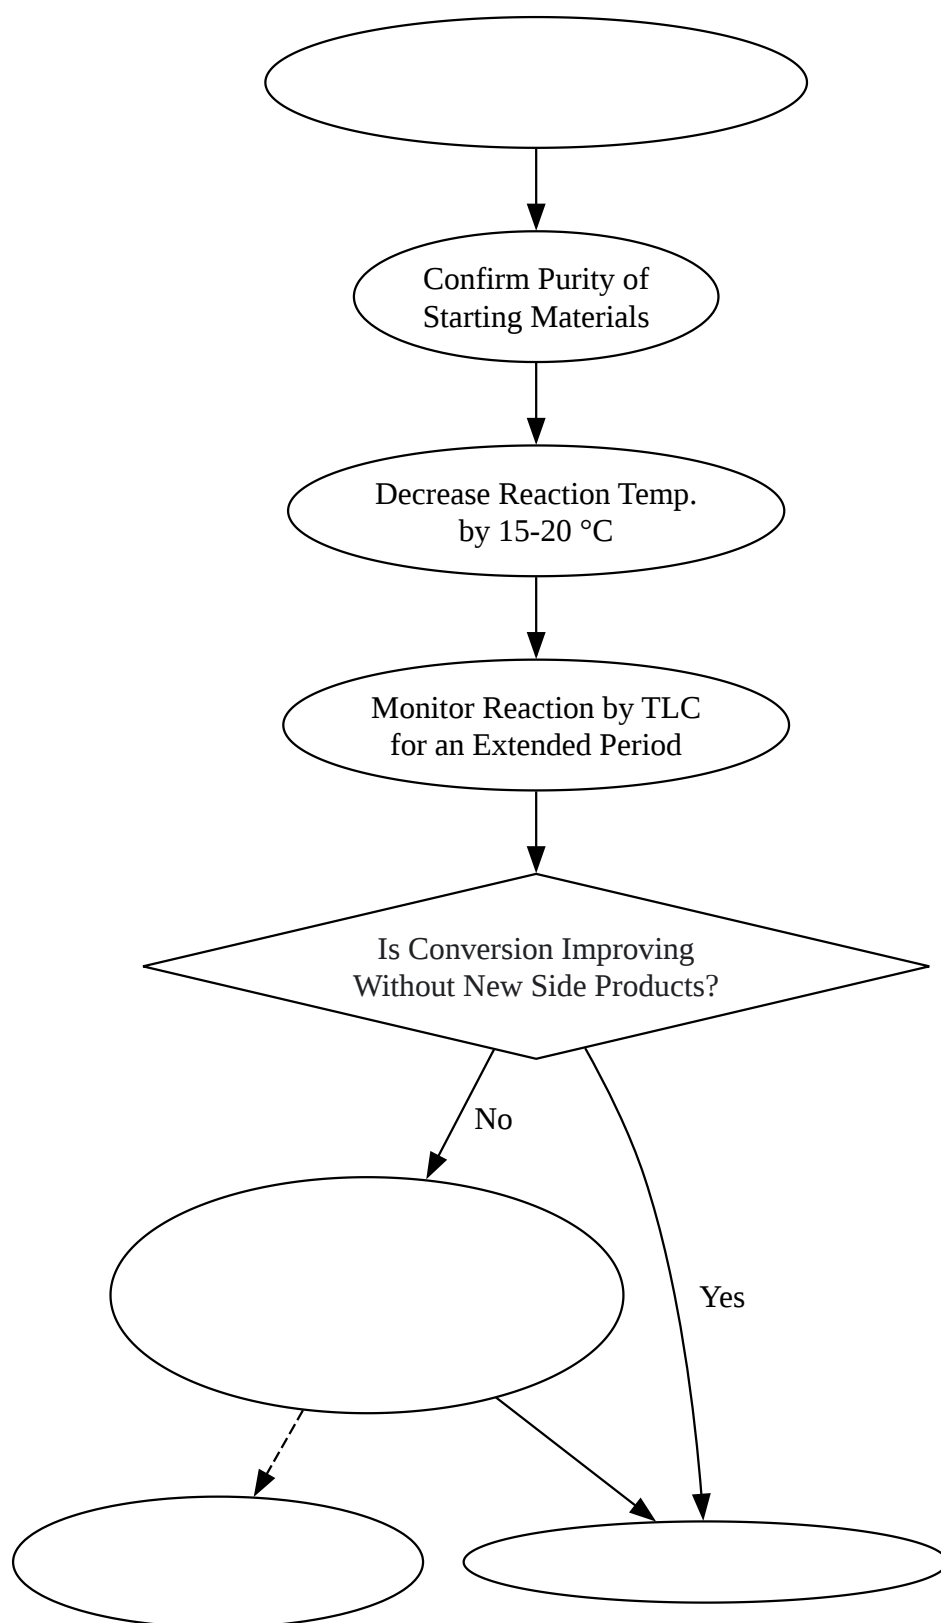 Confirm Purity of
Starting Materials
Decrease Reaction Temp.
by 15-20 °C
Monitor Reaction by TLC
for an Extended Period
Is Conversion Improving
Without New Side Products?
No
Yes